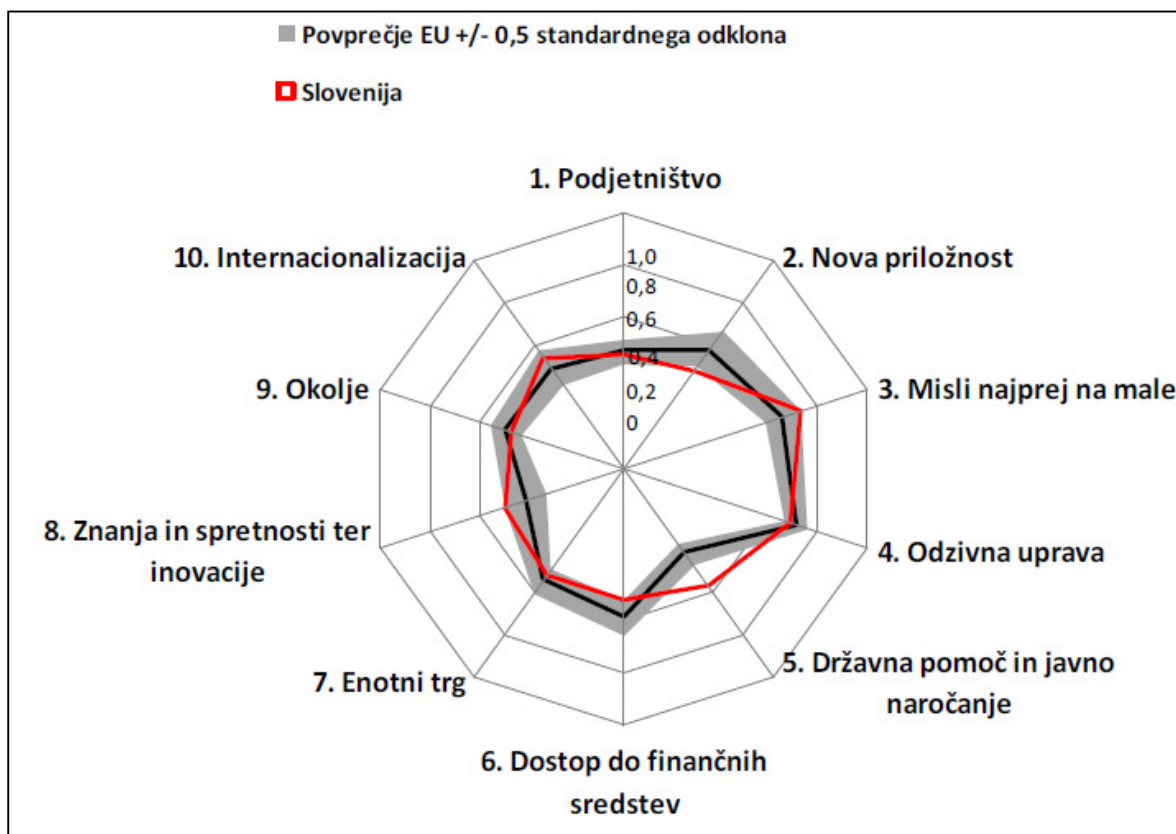 Povprečje EU +/- 0,5 standardnega odklona
Slovenija
1. Podjetništvo
10. Internacionalizacija
2. Nova priložnost
1,0
0,8
0,6
0,4
0,2
0
9. Okolje
3. Misli najprej na male
8. Znanja in spretnosti ter
inovacije
4. Odzivna uprava
7. Enotni trg
5. Državna pomoč in javno
naročanje
6. Dostop do finančnih
sredstev